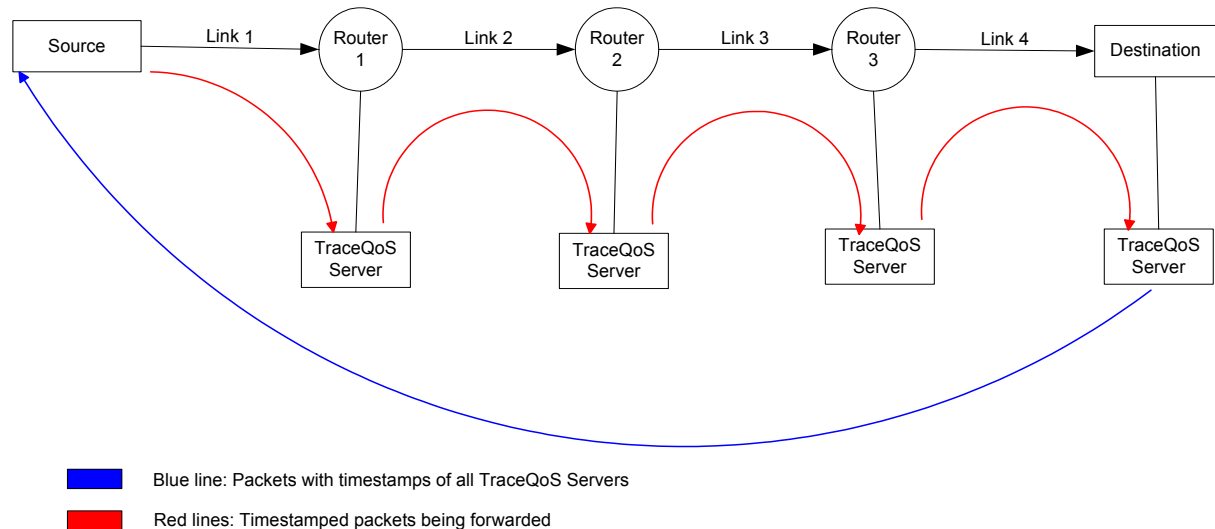 Source
Link 1
Router
1
Link 2
Router
2
Link 3
Router
3
Link 4
Destination
TraceQoS
Server
TraceQoS
Server
TraceQoS
Server
TraceQoS
Server
Blue line: Packets with timestamps of all TraceQoS Servers
Red lines: Timestamped packets being forwarded